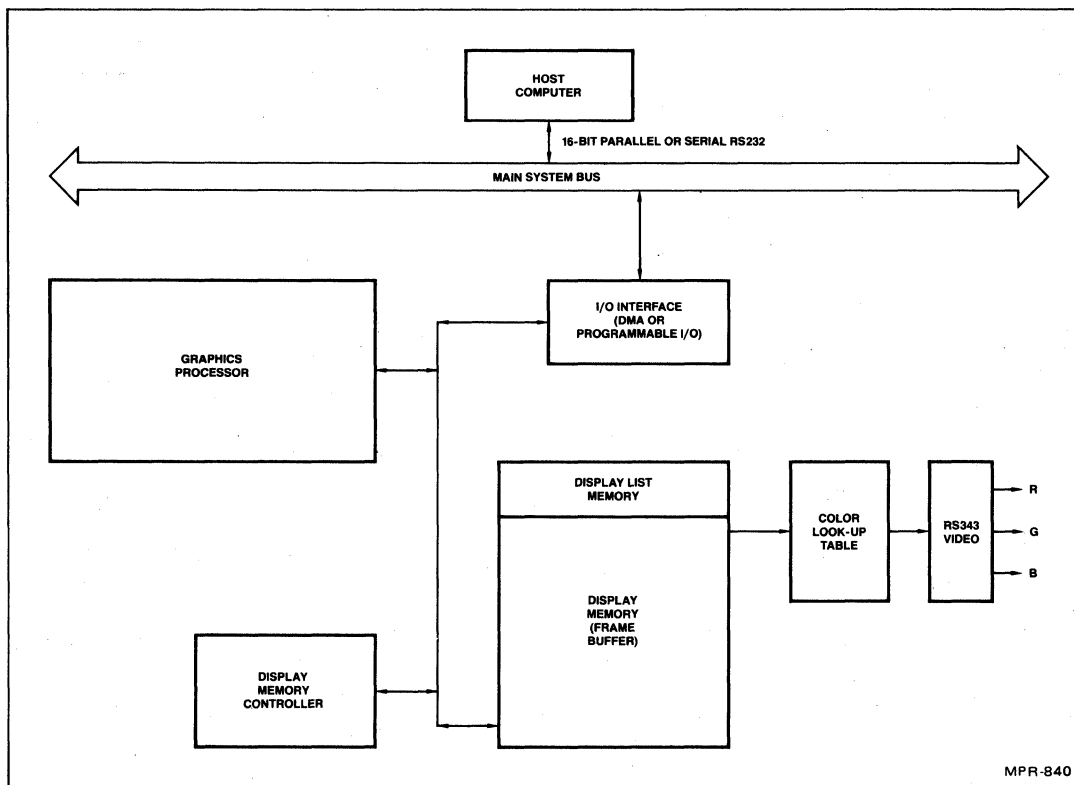 HOST
COMPUTER
16-BIT PARALLEL OR SERIAL RS232
MAIN SYSTEM BUS
I/O INTERFACE
(DMA OR
PROGRAMMABLE I/O)
GRAPHICS
PROCESSOR
DISPLAY LIST
MEMORY
COLOR
LOOK-UP
TABLE
RS343
VIDEO
R
G
B
DISPLAY
MEMORY
(FRAME
BUFFER)
DISPLAY
MEMORY
CONTROLLER
MPR-840